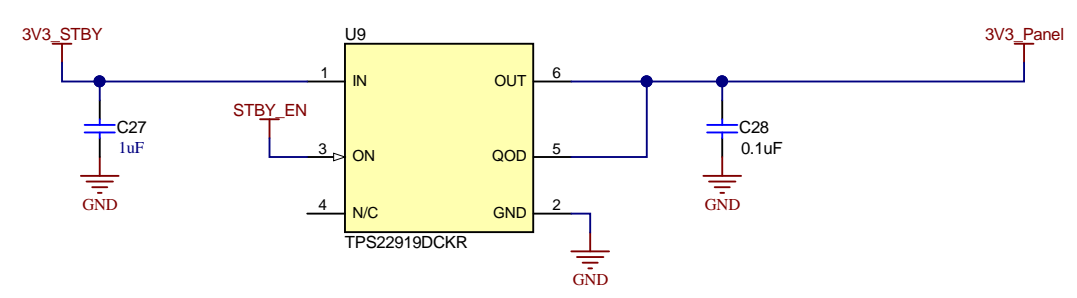 3V3_STBY
U9
3V3_Panel
1
IN
OUT
6
STBY_EN
C27
1uF
C28
0.1uF
3
ON
QOD
5
4
N/C
GND
2
GND
GND
TPS22919DCKR
GND